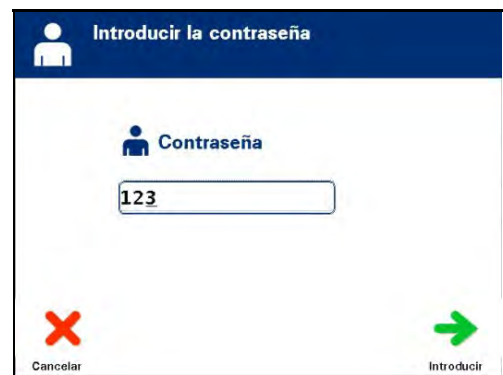 Introducir la contraseña
Contraseña
123
Cancelar
Introducir